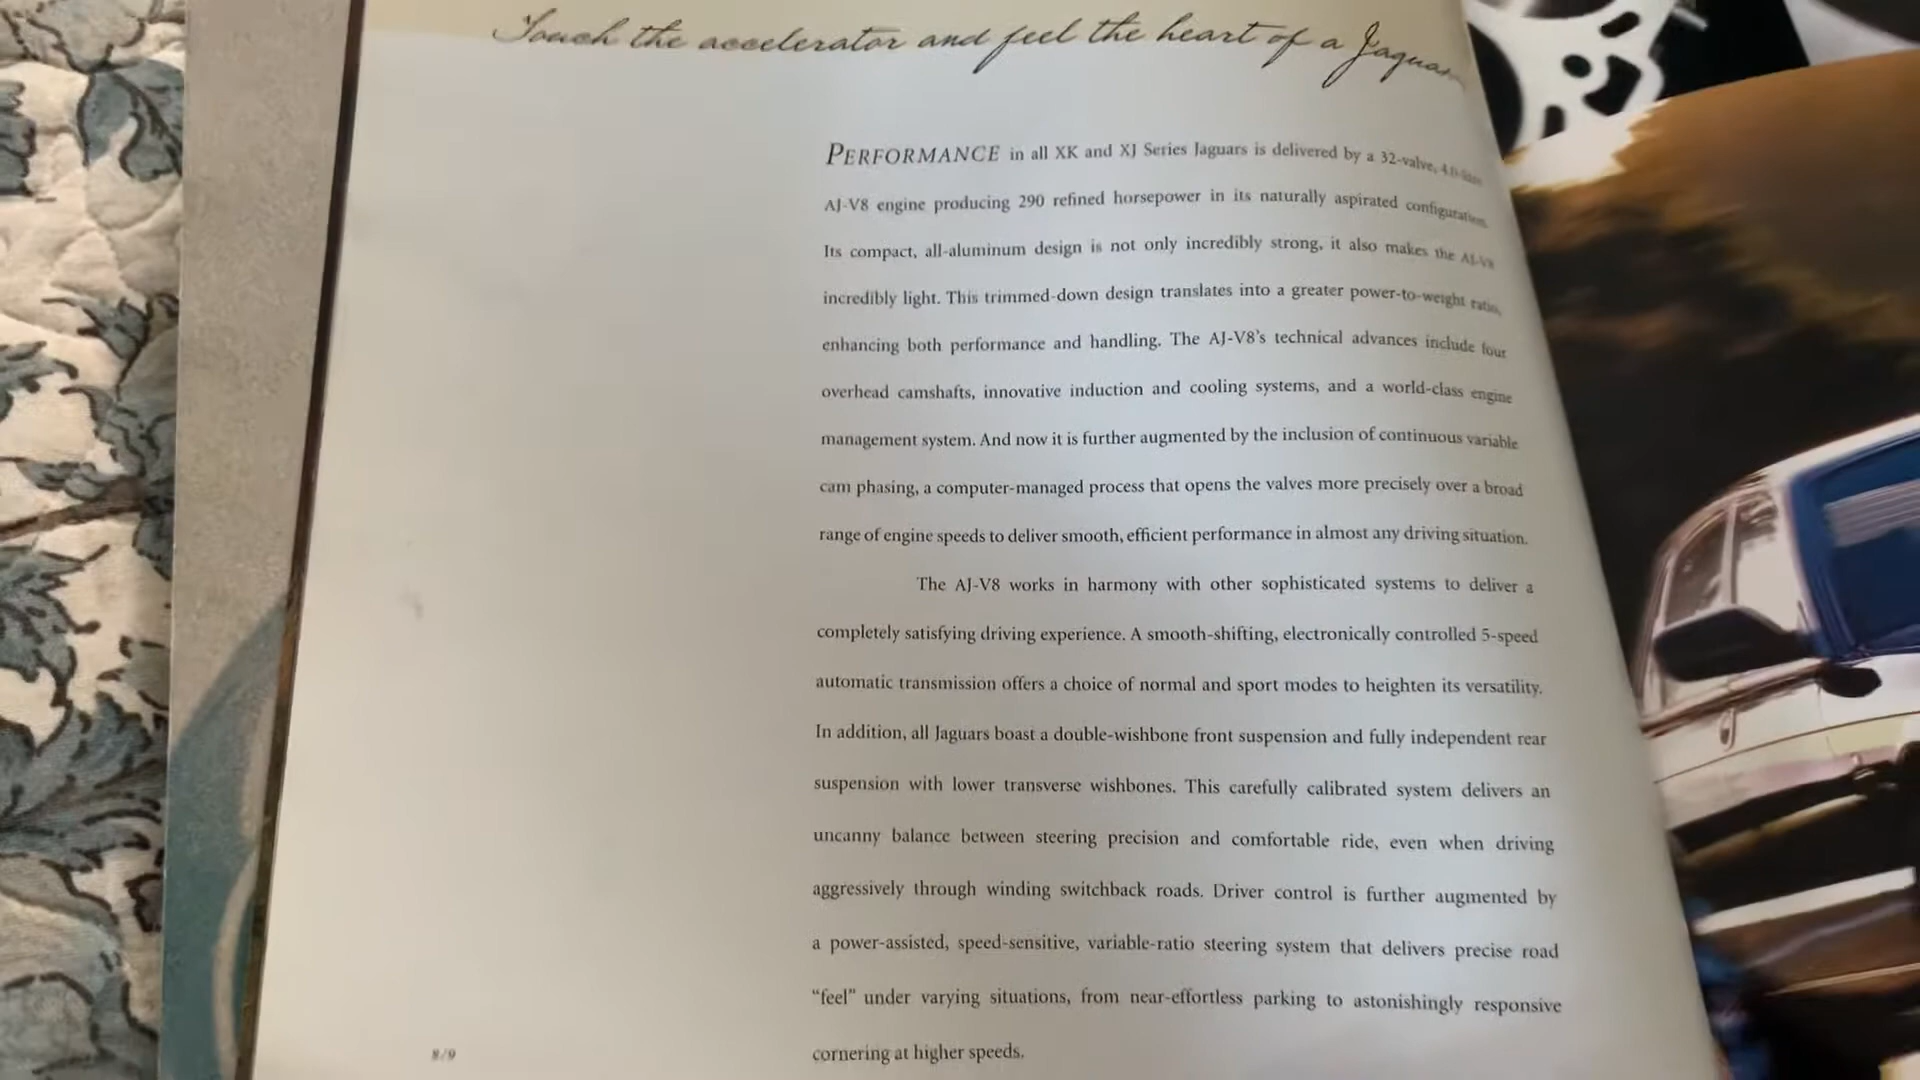 Touch the accelerator and feel the heart of a Jaguar
PERFORMANCE in all XK and XJ Series Jaguars is delivered by a 32-valve, 4.0-litre
AJ-V8 engine producing 290 refined horsepower in its naturally aspirated configuration.
Its compact, all-aluminum design is not only incredibly strong, it also makes the AJ-V8
incredibly light. This trimmed-down design translates into a greater power-to-weight ratio,
enhancing both performance and handling. The AJ-V8's technical advances include four
overhead camshafts, innovative induction and cooling systems, and a world-class engine
management system. And now it is further augmented by the inclusion of continuous variable
cam phasing, a computer-managed process that opens the valves more precisely over a broad
range of engine speeds to deliver smooth, efficient performance in almost any driving situation.
The AJ-V8 works in harmony with other sophisticated systems to deliver a
completely satisfying driving experience. A smooth-shifting, electronically controlled 5-speed
automatic transmission offers a choice of normal and sport modes to heighten its versatility.
In addition, all Jaguars boast a double-wishbone front suspension and fully independent rear
suspension with lower transverse wishbones. This carefully calibrated system delivers an
uncanny balance between steering precision and comfortable ride, even when driving
aggressively through winding switchback roads. Driver control is further augmented by
a power-assisted, speed-sensitive, variable-ratio steering system that delivers precise road
“feel” under varying situations, from near-effortless parking to astonishingly responsive
cornering at higher speeds.
8/9